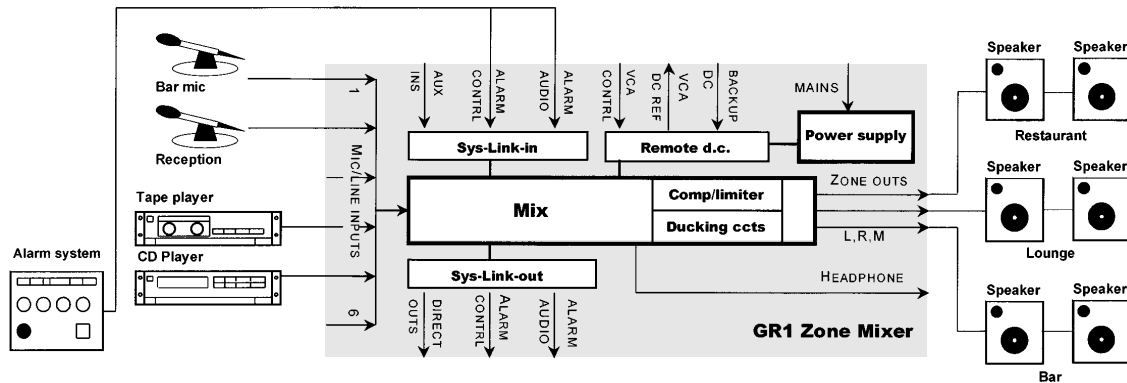 Bar mic
Reception
Tape player
CD Player
Alarm system
1
MIC/LINE INPUTS
6
AUX
INS
ALARM
CONTRL
ALARM
AUDIO
VCA
CONTRL
VCA
DC REF
BACKUP
DC
MAINS
Sys-Link-in
Remote d.c.
Power supply
Mix
Comp/limiter
Ducking ccts
Sys-Link-out
DIRECT
OUTS
ALARM
CONTRL
ALARM
AUDIO
ZONE OUTS
L,R,M
HEADPHONE
GR1 Zone Mixer
Speaker Speaker
Restaurant
Speaker Speaker
Lounge
Speaker Speaker
Bar